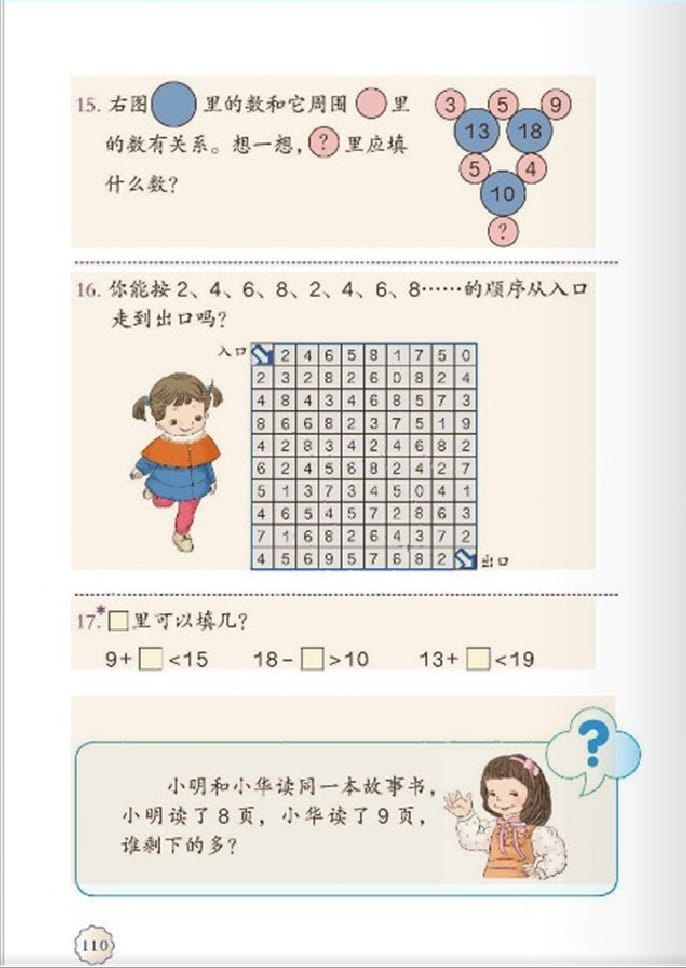 15. 右图 里的数和它周围 里
的数有关系。想一想，? 里应填
什么数？
3 5 9
13 18
5 4
10
?
16. 你能按2、4、6、8、2、4、6、8……的顺序从入口
走到出口吗？
入口 2 4 6 5 8 1 7 5 0
2 3 2 8 2 6 0 8 2 4
4 8 4 3 4 6 8 5 7 3
8 6 6 8 2 3 7 5 1 9
4 2 8 3 4 2 4 6 8 2
6 2 4 5 6 8 2 4 2 7
5 1 3 7 3 4 5 0 4 1
4 6 5 4 5 7 2 8 6 3
7 1 6 8 2 6 4 3 7 2
4 5 6 9 5 7 6 8 2 出口
17.* □里可以填几？
9+□<15 18-□>10 13+□<19
?
小明和小华读同一本故事书，
小明读了8页，小华读了9页，
谁剩下的多？
110